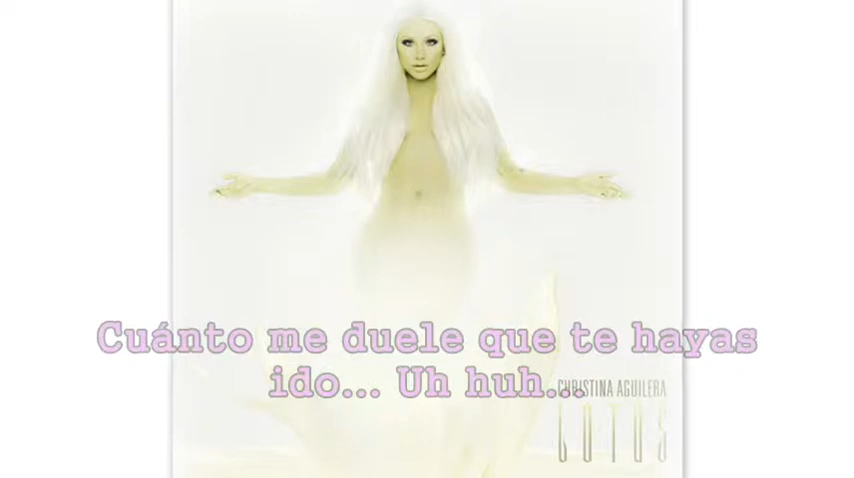 Cuánto me duele que te hayas
ido... Uh huh...
CHRISTINA AGUILERA
LOTUS